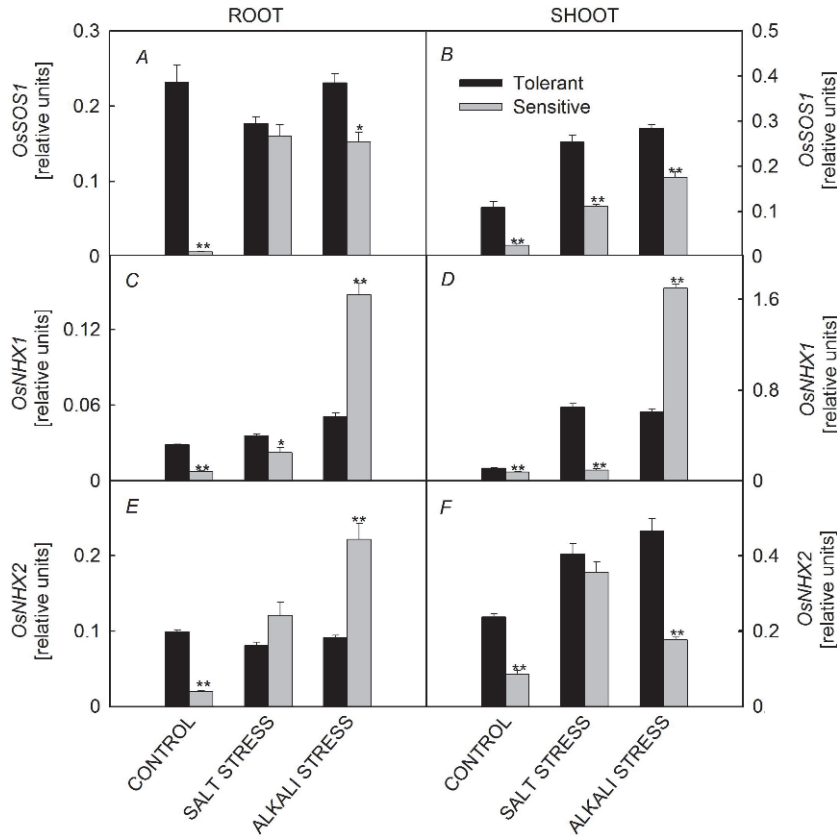 ROOT
SHOOT
A
B
Tolerant
Sensitive
OsSOS1
[relative units]
0.3
0.2
0.1
0
* **
OsSOS1
[relative units]
0.5
0.4
0.3
0.2
0.1
0
** ** **
C
D
OsNHX1
[relative units]
0.12
0.06
0
** * **
OsNHX1
[relative units]
1.6
0.8
0
** ** **
E
F
OsNHX2
[relative units]
0.2
0.1
0
** **
OsNHX2
[relative units]
0.4
0.2
0.
** **
CONTROL
SALT STRESS
ALKALI STRESS
CONTROL
SALT STRESS
ALKALI STRESS